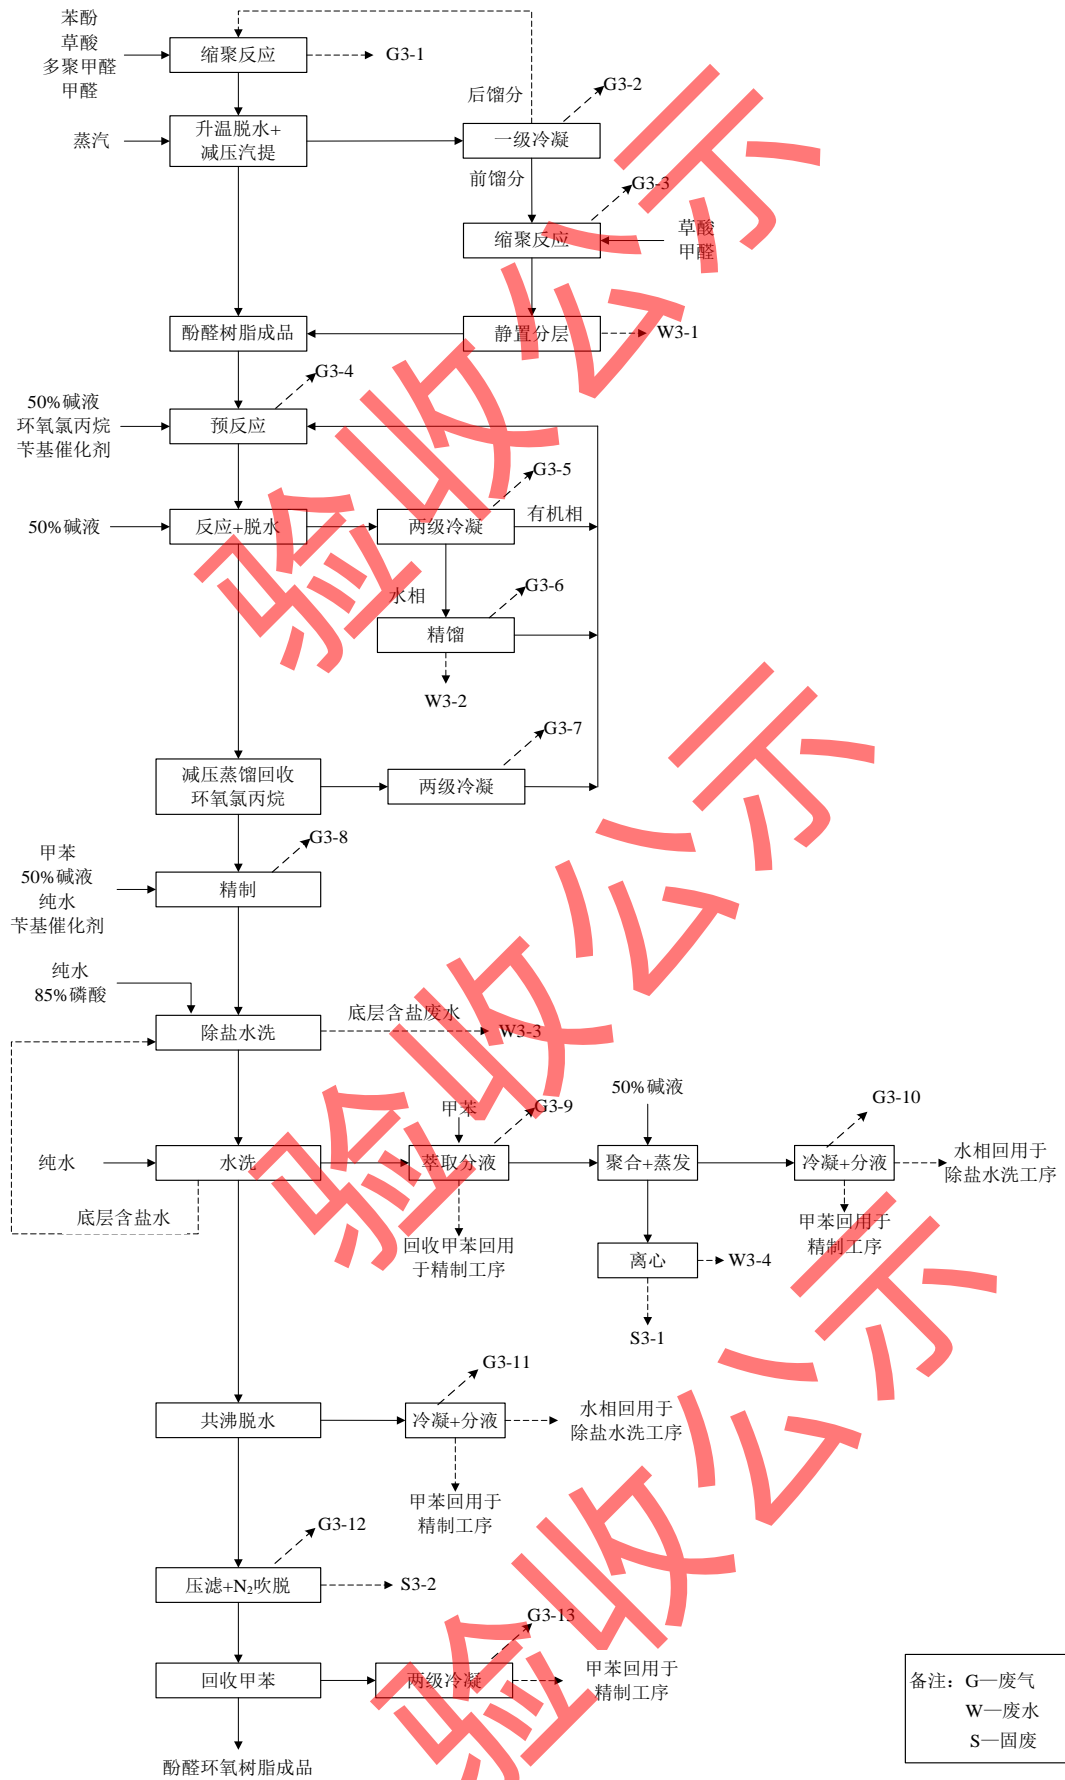 苯酚
草酸
多聚甲醛
甲醛
缩聚反应
G3-1
后馏分
G3-2
蒸汽
升温脱水+
减压汽提
一级冷凝
前馏分
G3-3
缩聚反应
草酸
甲醛
酚醛树脂成品
静置分层
W3-1
G3-4
50%碱液
环氧氯丙烷
苄基催化剂
预反应
G3-5
50%碱液
反应+脱水
两级冷凝
有机相
水相
G3-6
精馏
W3-2
G3-7
减压蒸馏回收
环氧氯丙烷
两级冷凝
G3-8
甲苯
50%碱液
纯水
苄基催化剂
精制
纯水
85%磷酸
除盐水洗
底层含盐废水
W3-3
甲苯
G3-9
50%碱液
G3-10
纯水
水洗
萃取分液
聚合+蒸发
冷凝+分液
水相回用于
除盐水洗工序
底层含盐水
回收甲苯回用
于精制工序
甲苯回用于
精制工序
离心
W3-4
S3-1
G3-11
共沸脱水
冷凝+分液
水相回用于
除盐水洗工序
甲苯回用于
精制工序
G3-12
压滤+N₂吹脱
S3-2
G3-13
回收甲苯
两级冷凝
甲苯回用于
精制工序
酚醛环氧树脂成品
备注：G—废气
W—废水
S—固废
验收公示
验收公示
验收公示